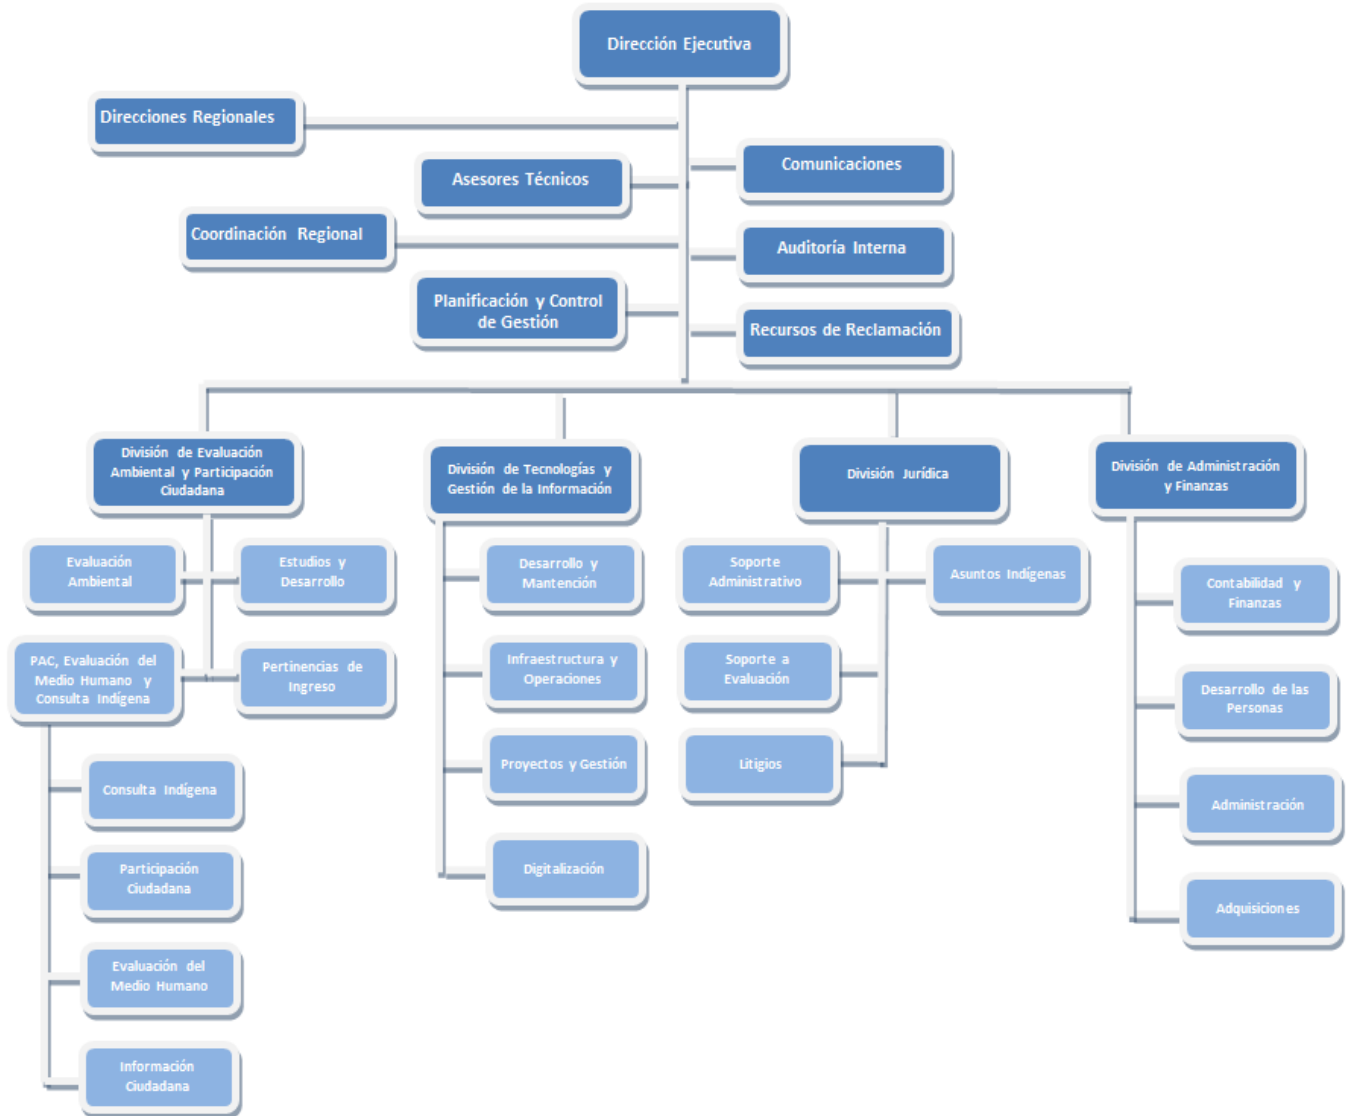 Dirección Ejecutiva
Direcciones Regionales
Comunicaciones
Asesores Técnicos
Coordinación Regional
Auditoría Interna
Planificación y Control
de Gestión
Recursos de Reclamación
División de Evaluación
Ambiental y Participación
Ciudadana
División de Tecnologías y
Gestión de la Información
División Jurídica
División de Administración
y Finanzas
Evaluación
Ambiental
Estudios y
Desarrollo
PAC, Evaluación del
Medio Humano y
Consulta Indígena
Pertinencias de
Ingreso
Consulta Indígena
Participación
Ciudadana
Evaluación del
Medio Humano
Información
Ciudadana
Desarrollo y
Mantención
Infraestructura y
Operaciones
Proyectos y Gestión
Digitalización
Soporte
Administrativo
Asuntos Indígenas
Soporte a
Evaluación
Litigios
Contabilidad y
Finanzas
Desarrollo de las
Personas
Administración
Adquisiciones